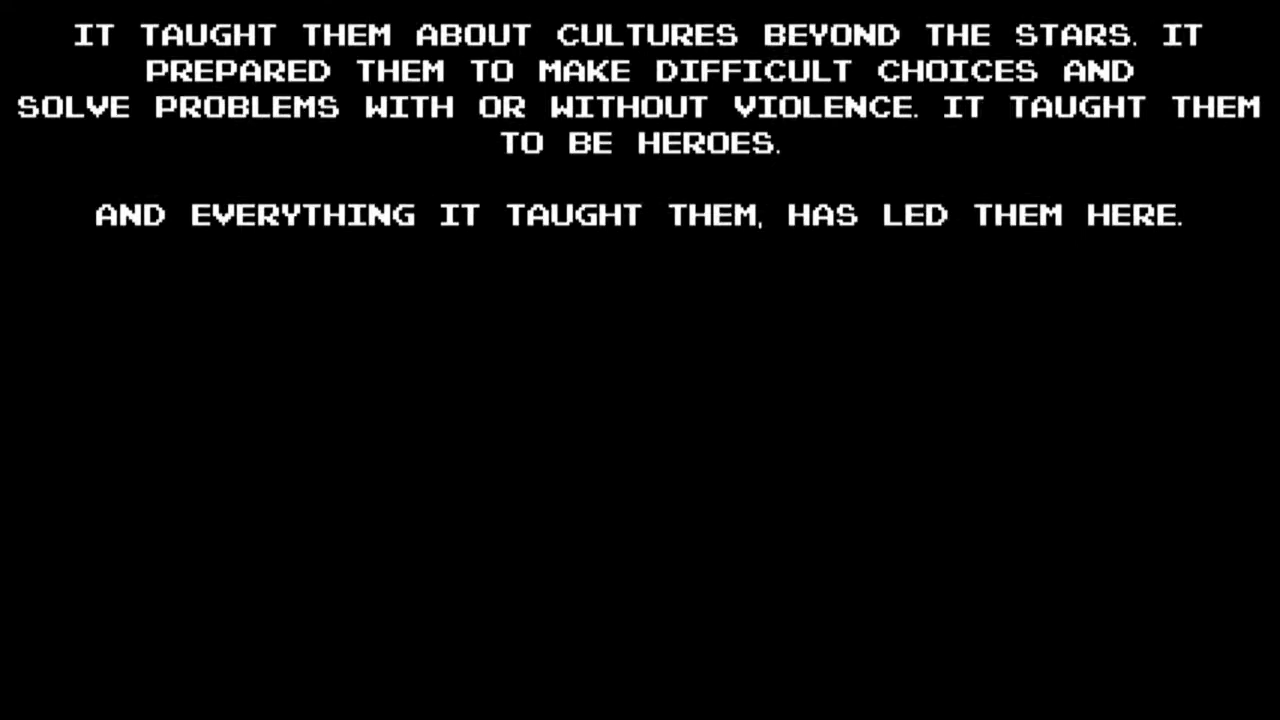 IT TAUGHT THEM ABOUT CULTURES BEYOND THE STARS. IT
PREPARED THEM TO MAKE DIFFICULT CHOICES AND
SOLVE PROBLEMS WITH OR WITHOUT VIOLENCE. IT TAUGHT THEM
TO BE HEROES.
AND EVERYTHING IT TAUGHT THEM, HAS LED THEM HERE.